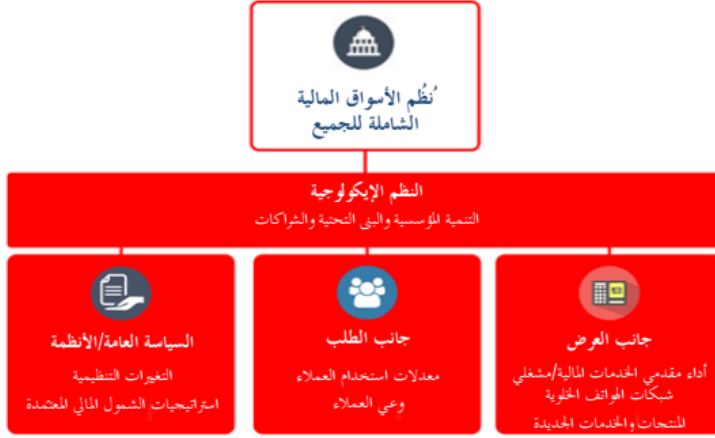 ُنظُم الأسواق المالية
الشاملة للجميع
النظم الإيكولوجية
التنمية المؤسسية والبنى التحتية والشراكات
جانب العرض
أداء مقدمي الخدمات المالية/مشغلي
شبكات الهواتف الخلوية
المنتجات والخدمات الجديدة
جانب الطلب
معدلات استخدام العملاء
وعي العملاء
السياسة العامة/الأنظمة
التغيرات التنظيمية
استراتيجيات الشمول المالي المعتمدة